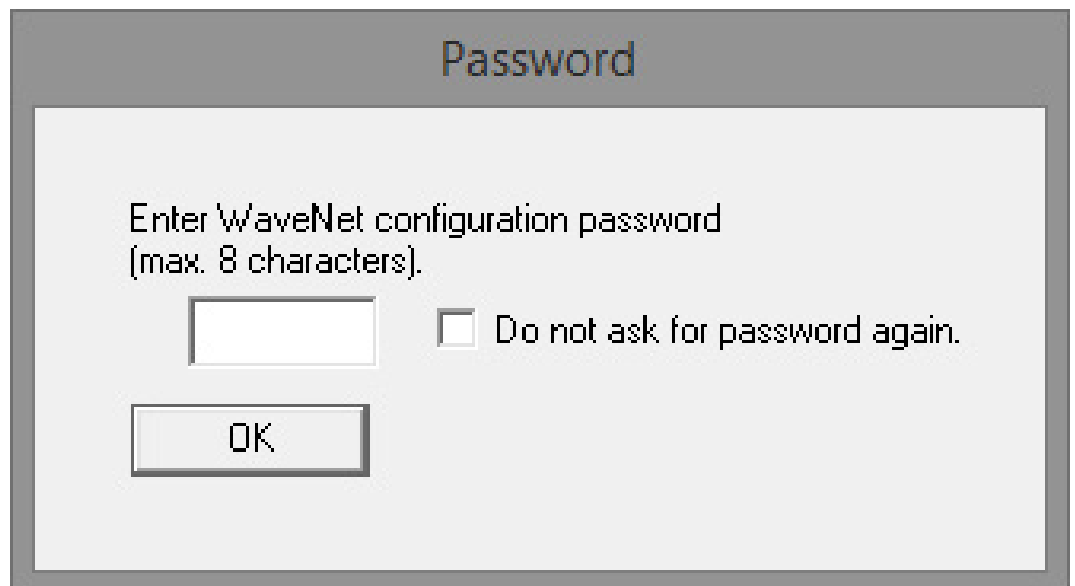 Password
Enter WaveNet configuration password
(max. 8 characters).
Do not ask for password again.
OK